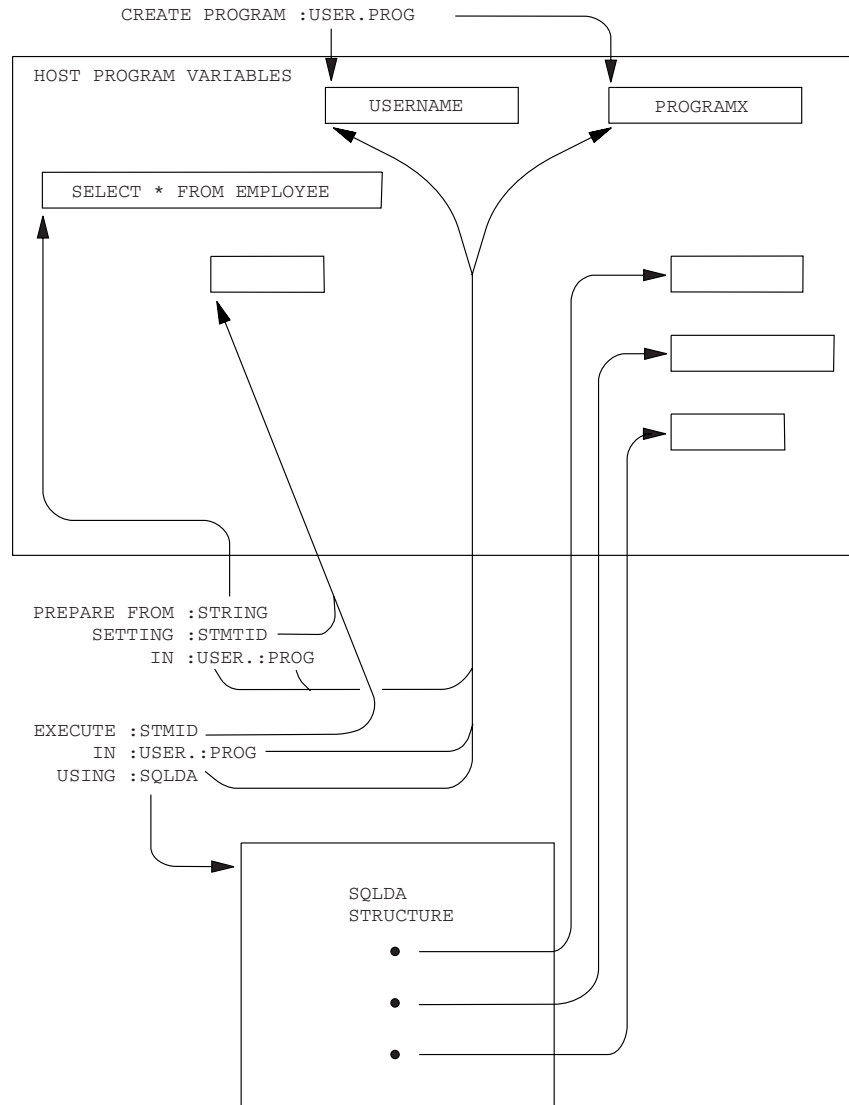 CREATE PROGRAM :USER.PROG
HOST PROGRAM VARIABLES
USERNAME
PROGRAMX
SELECT * FROM EMPLOYEE
PREPARE FROM :STRING
SETTING :STMTID
IN :USER.:PROG
EXECUTE :STMID
IN :USER.:PROG
USING :SQLDA
SQLDA
STRUCTURE